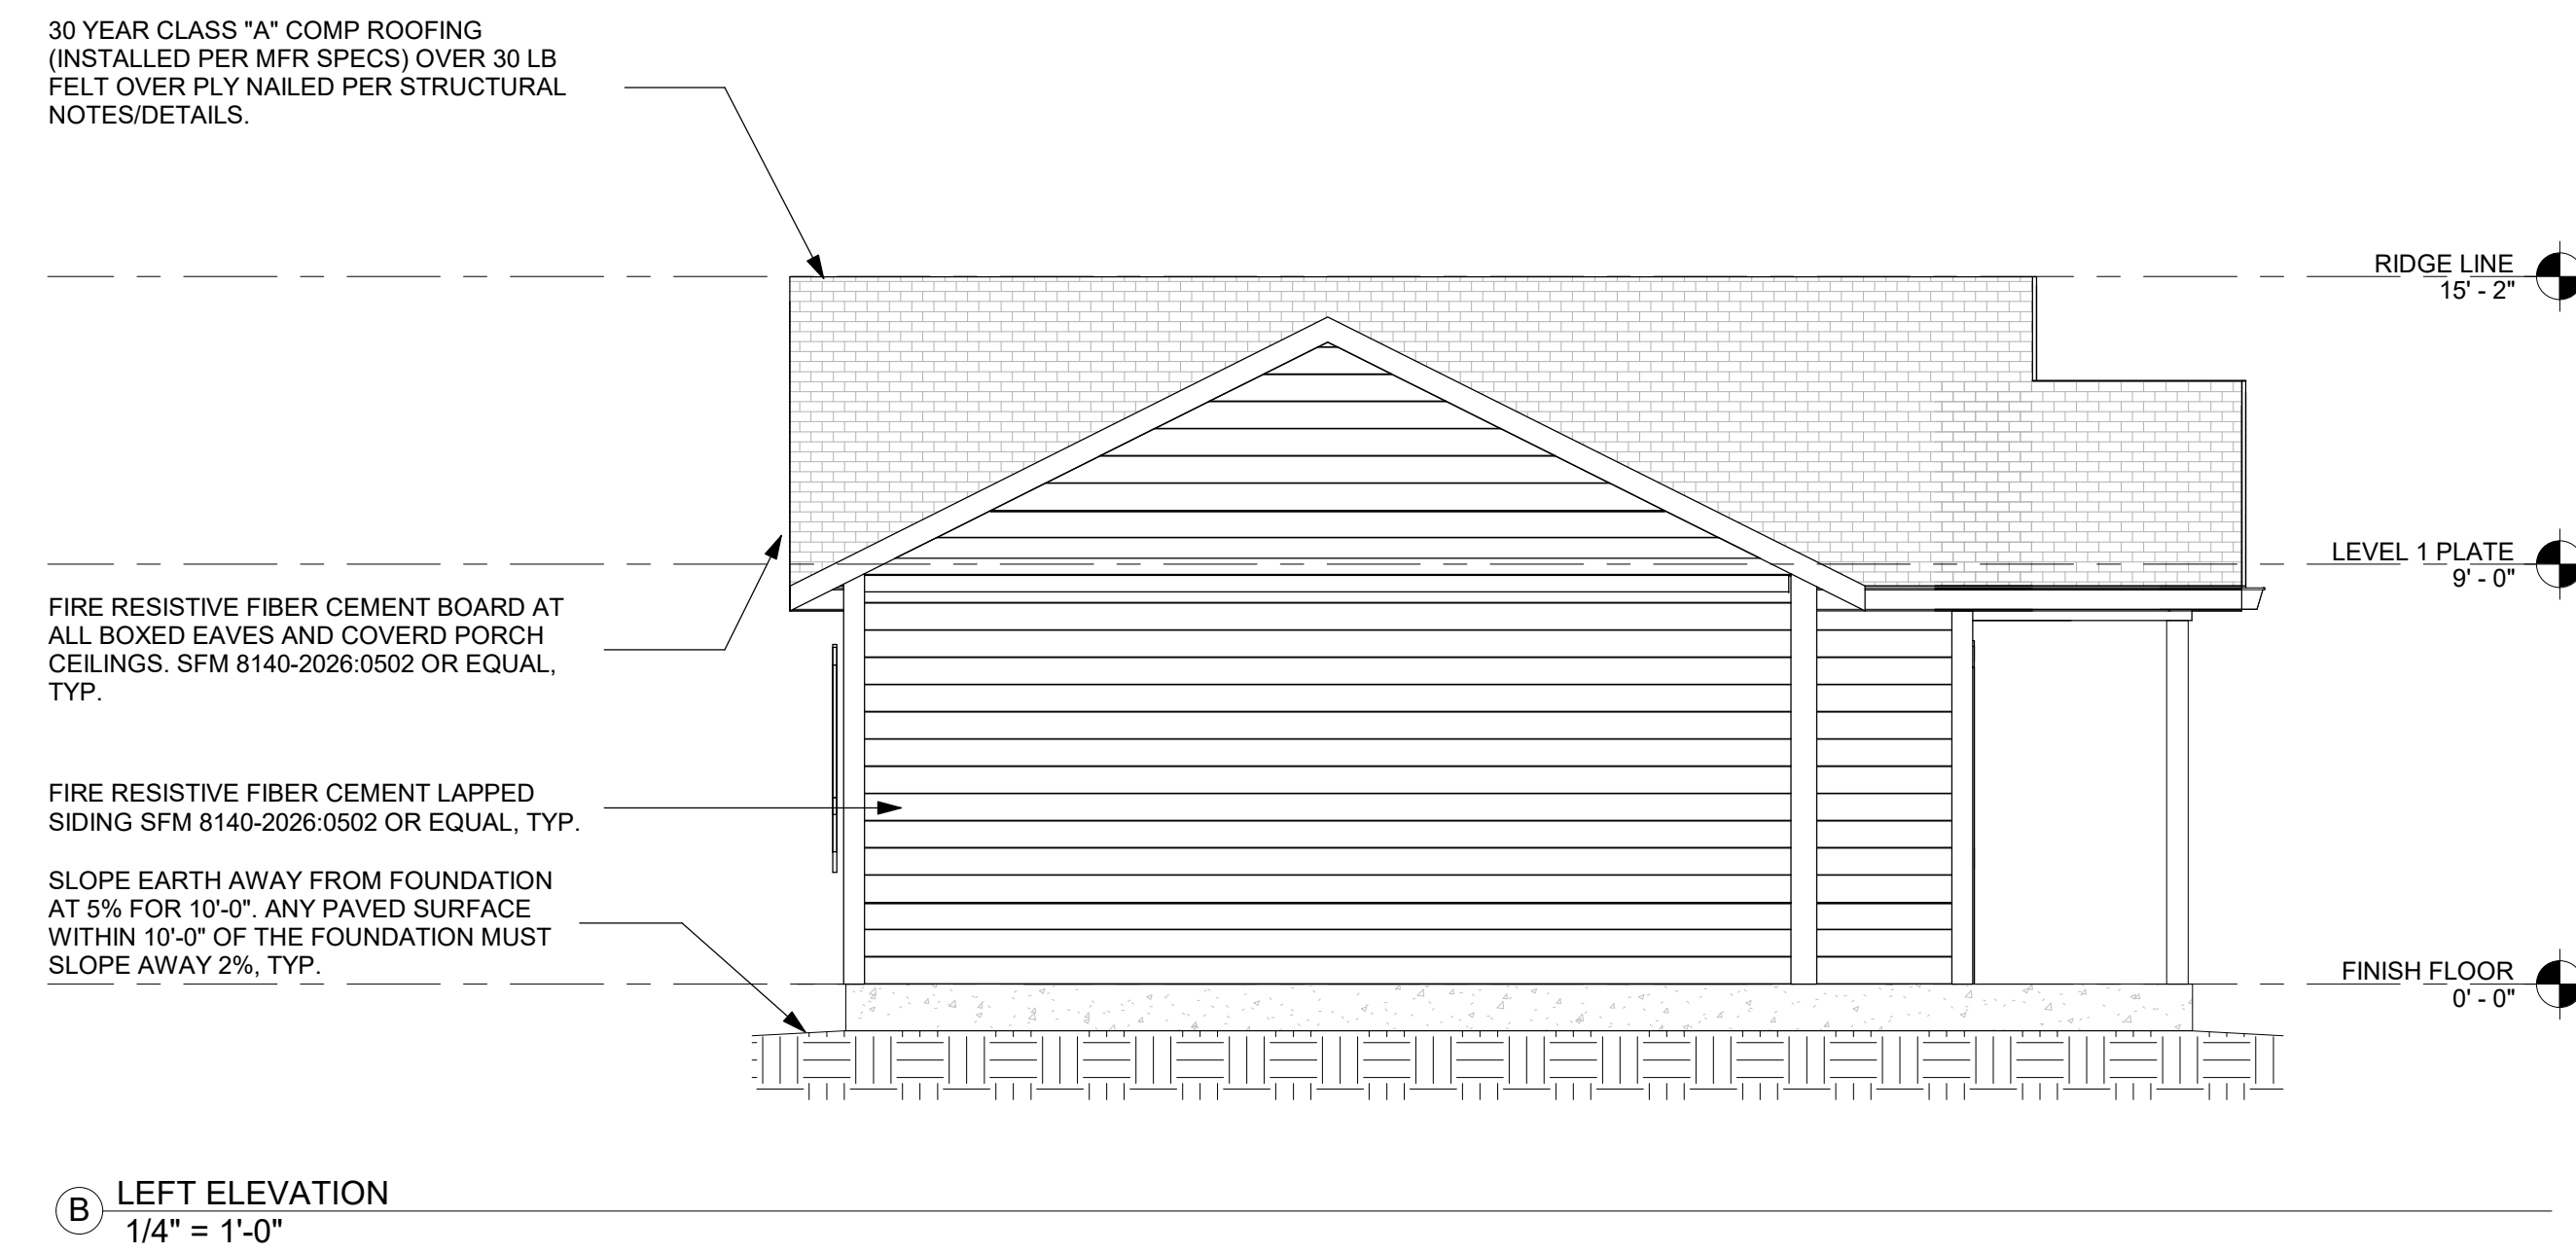 30 YEAR CLASS "A" COMP ROOFING
(INSTALLED PER MFR SPECS) OVER 30 LB
FELT OVER PLY NAILED PER STRUCTURAL
NOTES/DETAILS.
RIDGE LINE
15' - 2"
LEVEL 1 PLATE
9' - 0"
FIRE RESISTIVE FIBER CEMENT BOARD AT
ALL BOXED EAVES AND COVERD PORCH
CEILINGS. SFM 8140-2026:0502 OR EQUAL,
TYP.
FIRE RESISTIVE FIBER CEMENT LAPPED
SIDING SFM 8140-2026:0502 OR EQUAL, TYP.
SLOPE EARTH AWAY FROM FOUNDATION
AT 5% FOR 10'-0". ANY PAVED SURFACE
WITHIN 10'-0" OF THE FOUNDATION MUST
SLOPE AWAY 2%, TYP.
FINISH FLOOR
0' - 0"
B LEFT ELEVATION
1/4" = 1'-0"